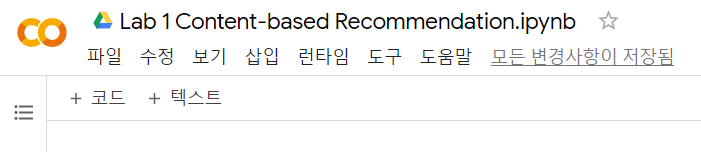 Lab 1 Content-based Recommendation.ipynb
파일 수정 보기 삽입 런타임 도구 도움말 모든 변경사항이 저장됨
+ 코드 + 텍스트